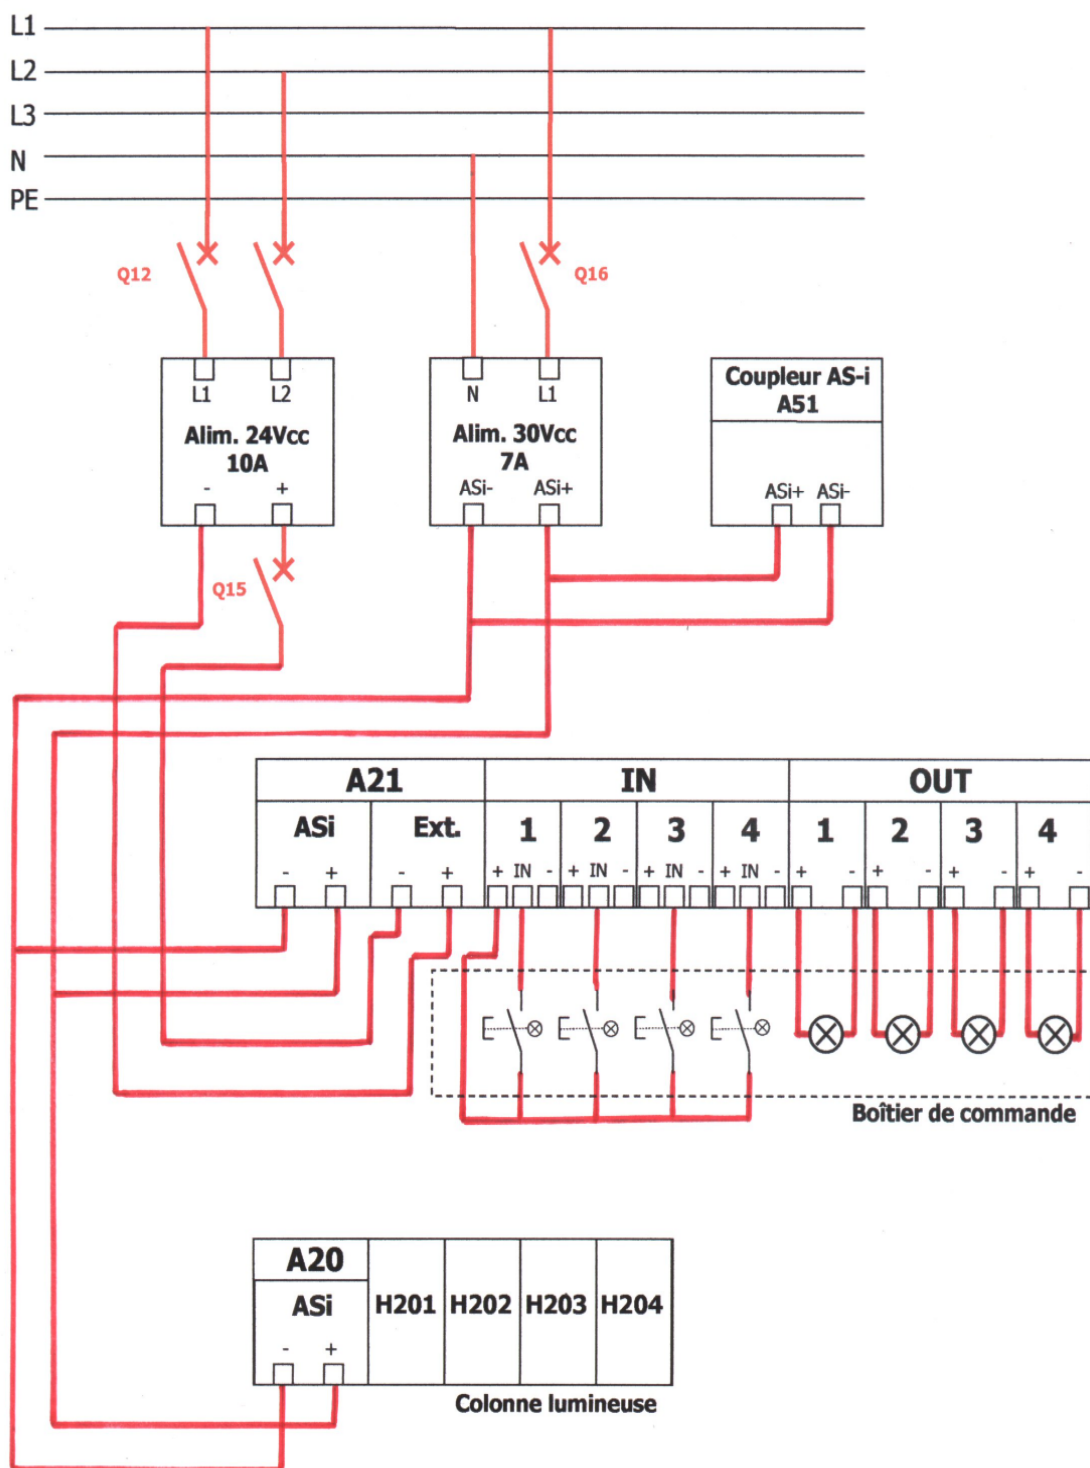 L1
L2
L3
N
PE
Q12
Q16
L1 L2
Alim. 24Vcc
10A
- +
N L1
Alim. 30Vcc
7A
ASi- ASi+
Coupleur AS-i
A51
ASi+ ASi-
Q15
A21 IN OUT
ASi Ext. 1 2 3 4 1 2 3 4
- + - + + IN - + IN - + IN - + IN - + - + - + - + -
Boîtier de commande
A20
ASi H201 H202 H203 H204
- +
Colonne lumineuse